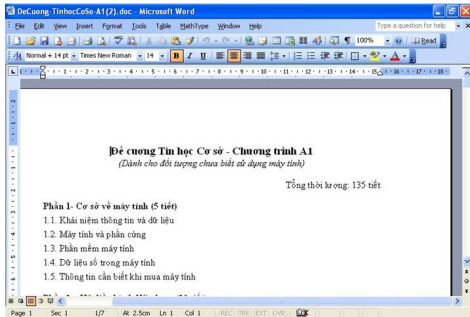 DeCuong-TinhocCoSo-A1(2).doc - Microsoft Word
File Edit View Insert Format Tools Table MathType Window Help Type a question for help
100% Read
Normal + 14 pt Times New Roman 14 B I U
Đề cương Tin học Cơ sở - Chương trình A1
(Dành cho đối tượng chưa biết sử dụng máy tính)
Tổng thời lượng: 135 tiết
Phần 1- Cơ sở về máy tính (5 tiết)
1.1. Khái niệm thông tin và dữ liệu
1.2. Máy tính và phần cứng
1.3. Phần mềm máy tính
1.4. Dữ liệu số trong máy tính
1.5. Thông tin cần biết khi mua máy tính
Page 1 Sec 1 1/7 At 2.5cm Ln 1 Col 1 REC TRK EXT OVR